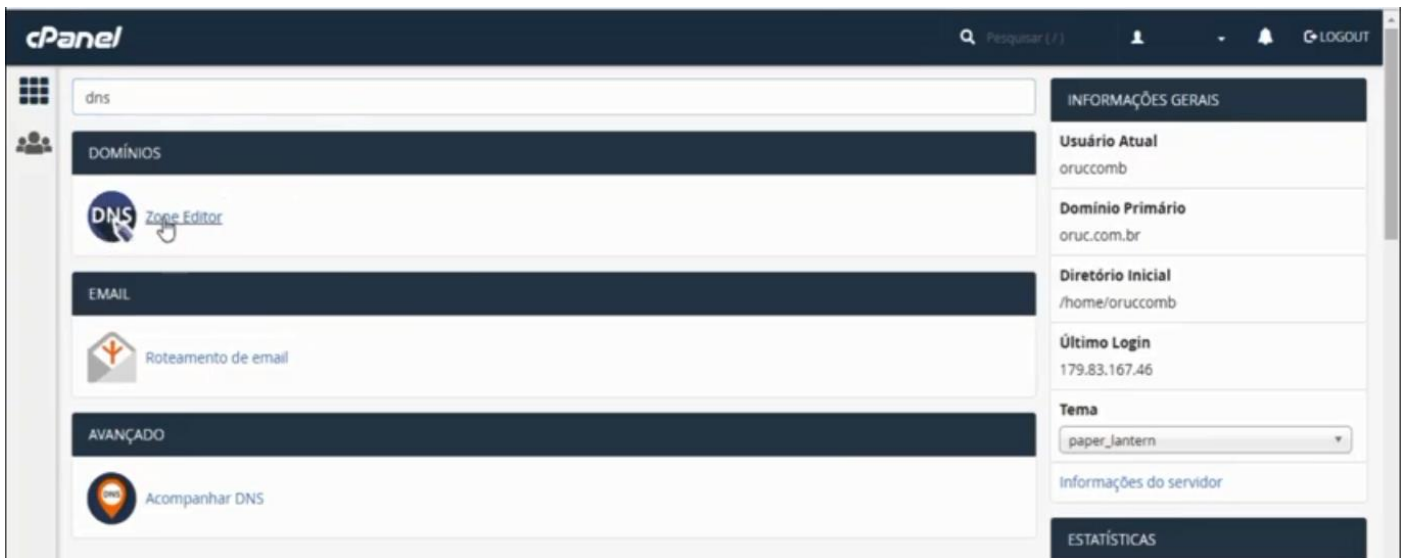 cPanel
Pesquisar ( / )
LOGOUT
dns
DOMÍNIOS
DNS
Zone Editor
EMAIL
Roteamento de email
AVANÇADO
DNS
Acompanhar DNS
INFORMAÇÕES GERAIS
Usuário Atual
oruccomb
Domínio Primário
oruc.com.br
Diretório Inicial
/home/oruccomb
Último Login
179.83.167.46
Tema
paper_lantern
Informações do servidor
ESTATÍSTICAS